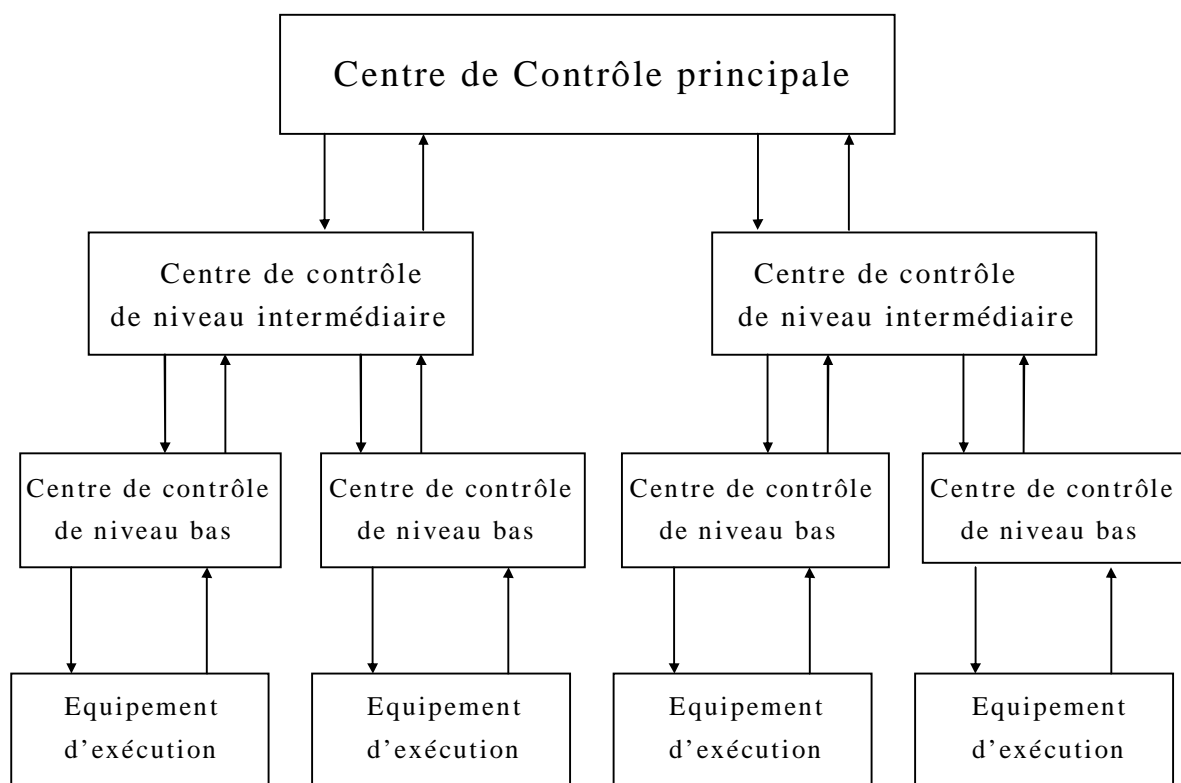 Centre de Contrôle principale
Centre de contrôle
de niveau intermédiaire
Centre de contrôle
de niveau intermédiaire
Centre de contrôle
de niveau bas
Centre de contrôle
de niveau bas
Centre de contrôle
de niveau bas
Centre de contrôle
de niveau bas
Equipement
d’exécution
Equipement
d’exécution
Equipement
d’exécution
Equipement
d’exécution